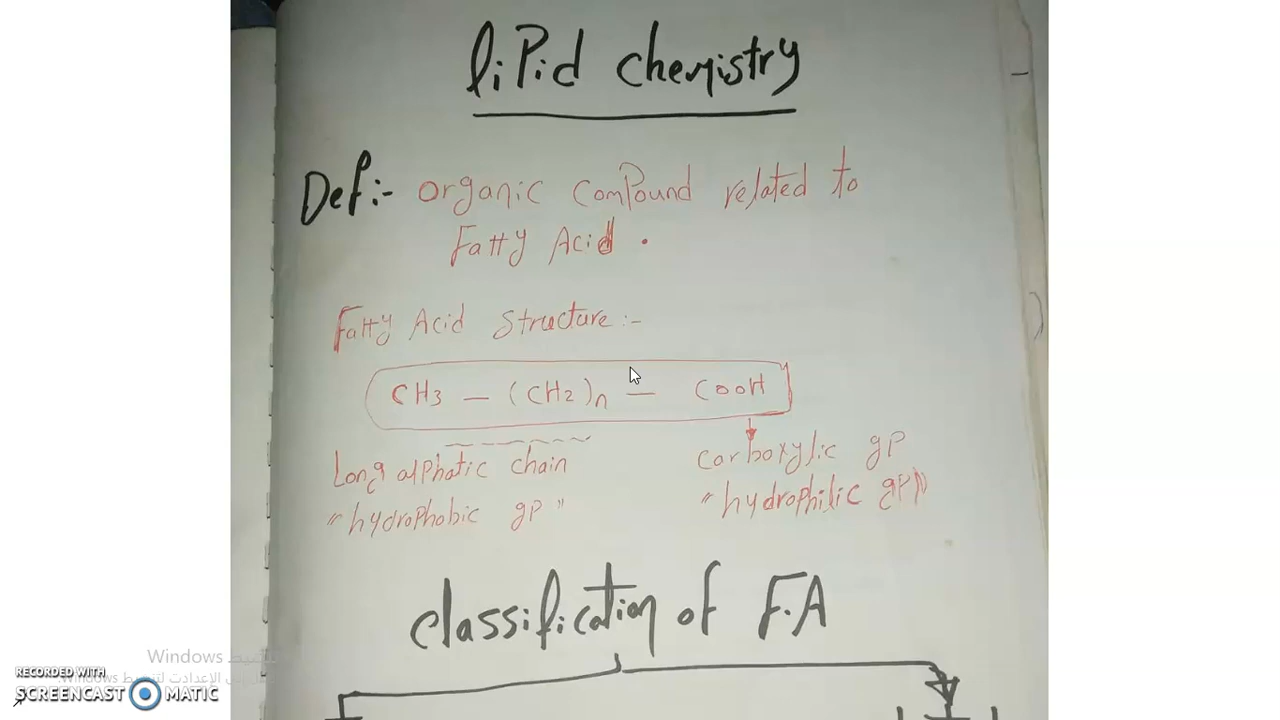 liPid chemistry
Def:- organic comPound related to
Fatty Acid .
Fatty Acid Structure :-
CH3 — (CH2)n — COOH
Long alphatic chain
carboxylic gp
"hydrophobic gp"
"hydrophilic gp"
classification of F.A
Windows
RECORDED WITH
SCREENCAST MATIC